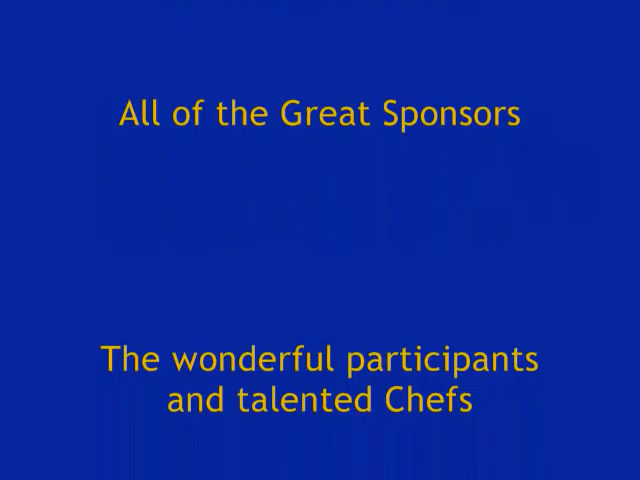 All of the Great Sponsors
The wonderful participants
and talented Chefs